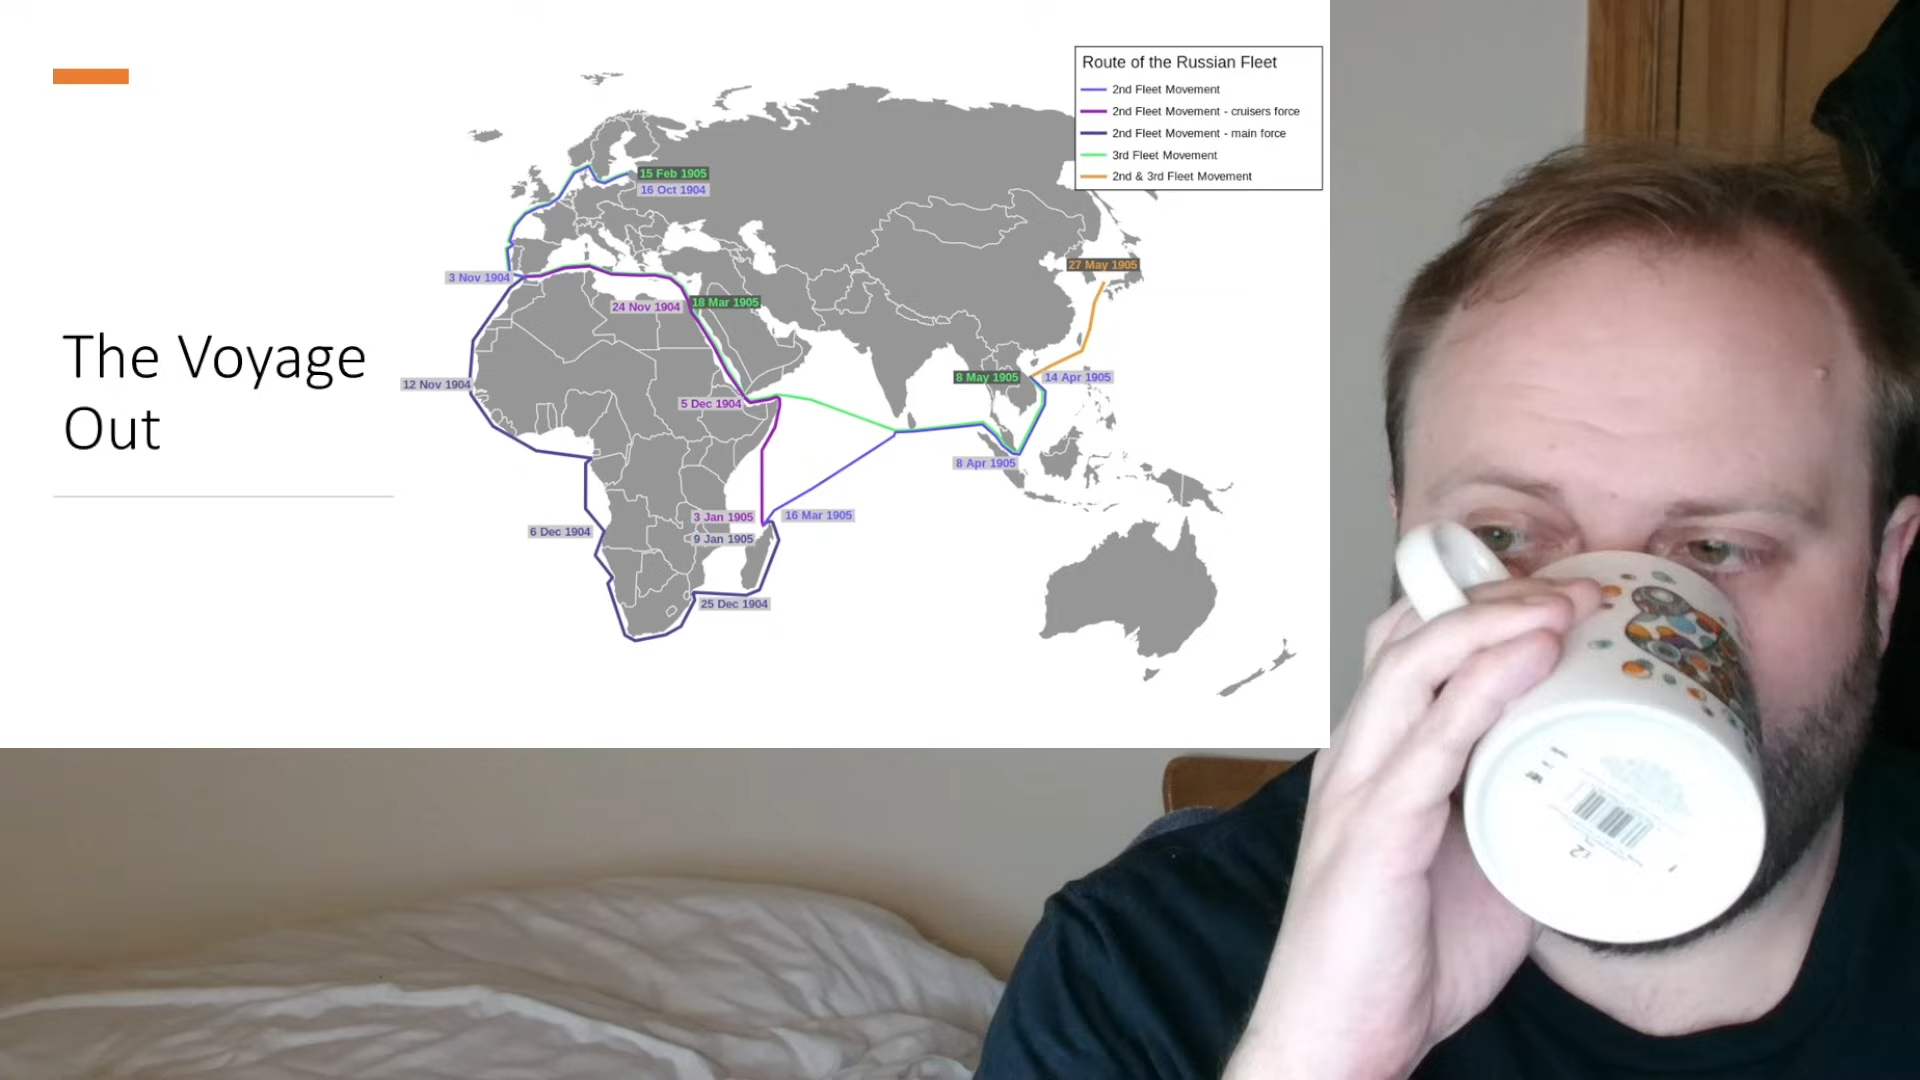 The Voyage
Out
Route of the Russian Fleet
2nd Fleet Movement
2nd Fleet Movement - cruisers force
2nd Fleet Movement - main force
3rd Fleet Movement
2nd & 3rd Fleet Movement
15 Feb 1905
16 Oct 1904
3 Nov 1904
24 Nov 1904
18 Mar 1905
27 May 1905
12 Nov 1904
5 Dec 1904
8 May 1905
14 Apr 1905
8 Apr 1905
6 Dec 1904
3 Jan 1905
9 Jan 1905
16 Mar 1905
25 Dec 1904
£2